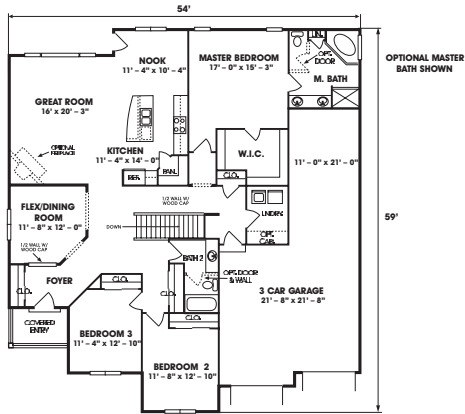 54'
NOOK
11' - 4" x 10' - 4"
MASTER BEDROOM
17' - 0" x 15' - 3"
LIN.
OPT.
DOOR
M. BATH
OPTIONAL MASTER
BATH SHOWN
GREAT ROOM
16' x 20' - 3"
OPTIONAL
FIREPLACE
KITCHEN
11' - 4" x 14' - 0"
REF.
PAN.
W.I.C.
CLO.
11' - 0" x 21' - 0"
FLEX/DINING
ROOM
11' - 8" x 12' - 0"
1/2 WALL W/
WOOD CAP
1/2 WALL W/
WOOD CAP
DOWN
LNDRY.
OPT.
CAB.
59'
BATH 2
OPT. DOOR
& WALL
FOYER
CLO.
CLO.
CLO.
CLO.
3 CAR GARAGE
21' - 8" x 21' - 8"
COVERED
ENTRY
BEDROOM 3
11' - 4" x 12' - 10"
BEDROOM 2
11' - 8" x 12' - 10"